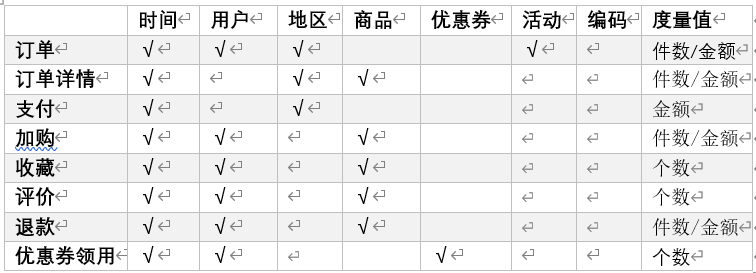 时间 用户 地区 商品 优惠券 活动 编码 度量值
订单 √ √ √ √ 件数/金额
订单详情 √ √ √ 件数/金额
支付 √ √ 金额
加购 √ √ √ 件数/金额
收藏 √ √ √ 个数
评价 √ √ √ 个数
退款 √ √ √ 件数/金额
优惠券领用 √ √ √ 个数